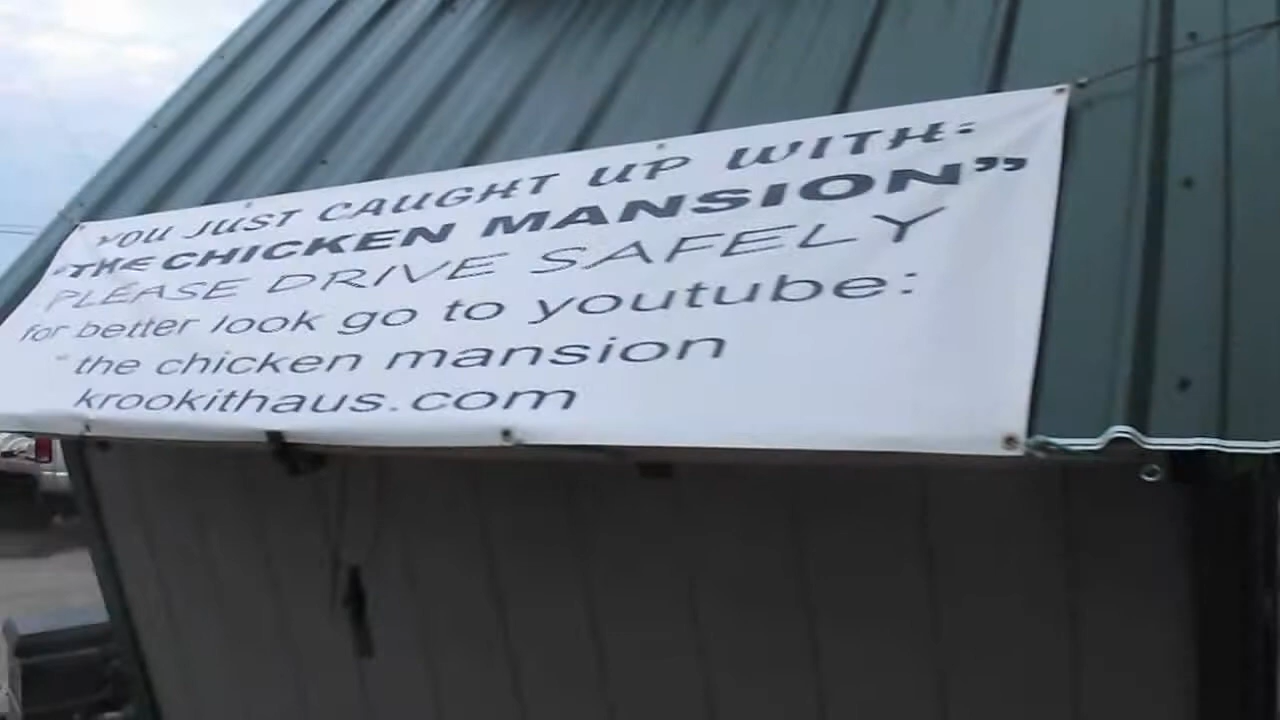 YOU JUST CAUGHT UP WITH:
"THE CHICKEN MANSION"
PLEASE DRIVE SAFELY
for better look go to youtube:
"the chicken mansion
krookithaus.com